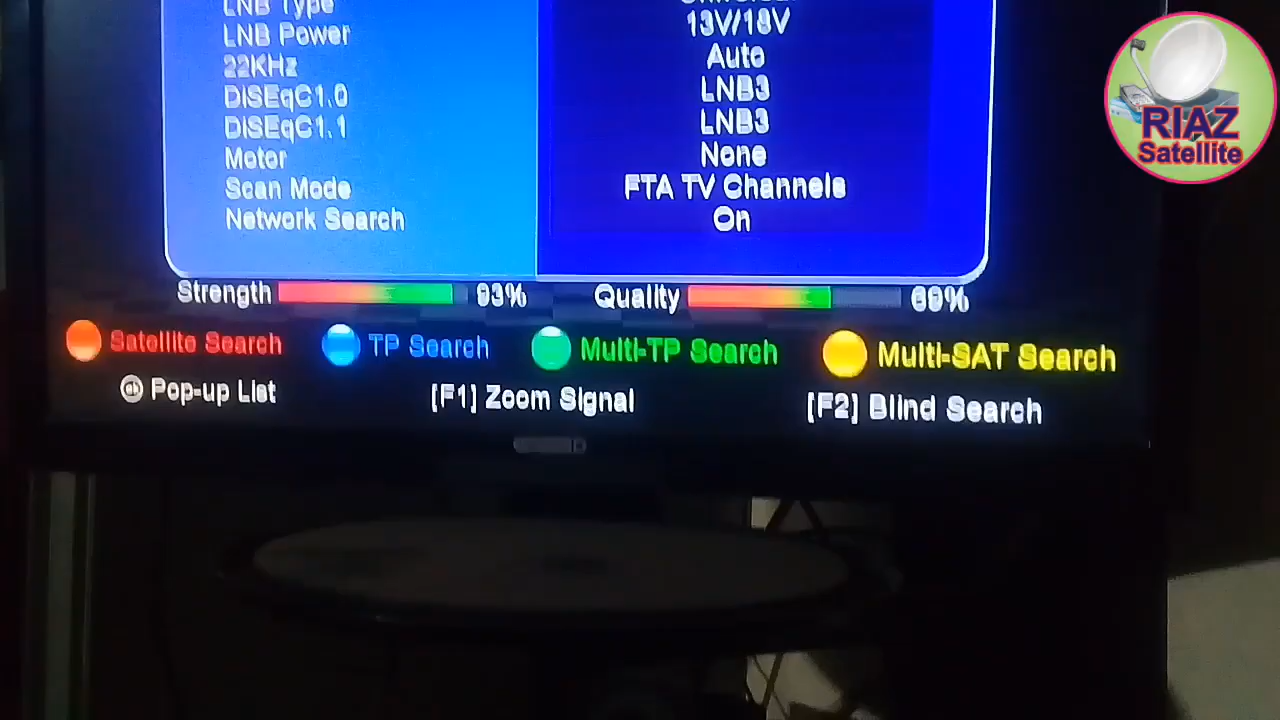 LNB Type
LNB Power 13V/18V
22KHz Auto
DiSEqC1.0 LNB3
DiSEqC1.1 LNB3
Motor None
Scan Mode FTA TV Channels
Network Search On
Strength 93% Quality
Satellite Search TP Search Multi-TP Search Multi-SAT Search
Pop-up List [F1] Zoom Signal [F2] Blind Search
RIAZ
Satellite